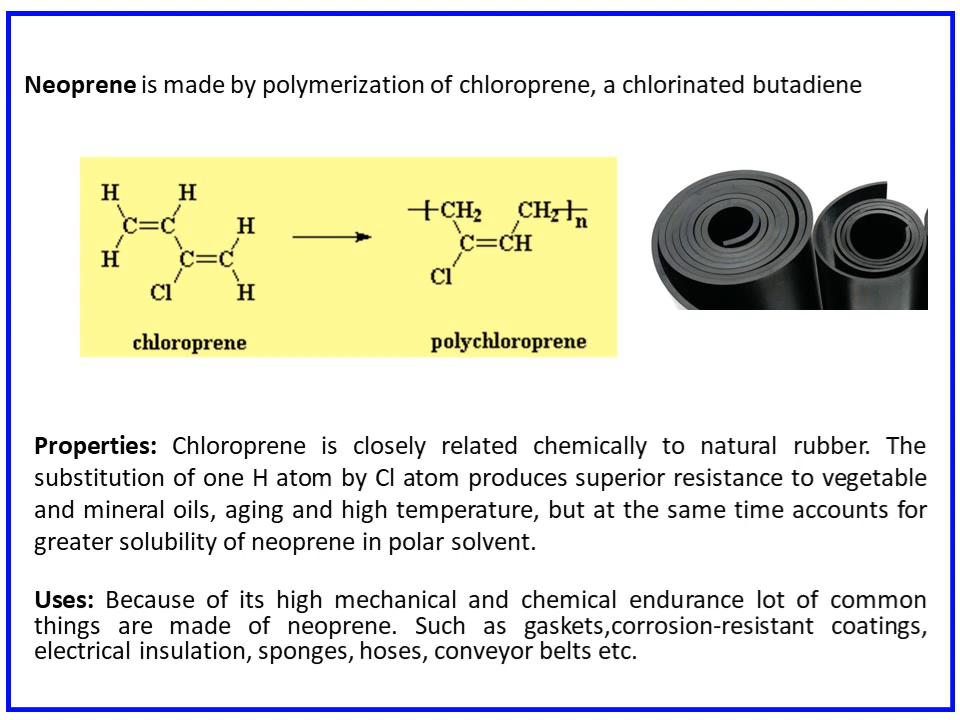 Neoprene is made by polymerization of chloroprene, a chlorinated butadiene
H H
C=C H
H C=C
Cl H
chloroprene
CH2 CH2 n
C=CH
Cl
polychloroprene
Properties: Chloroprene is closely related chemically to natural rubber. The
substitution of one H atom by Cl atom produces superior resistance to vegetable
and mineral oils, aging and high temperature, but at the same time accounts for
greater solubility of neoprene in polar solvent.
Uses: Because of its high mechanical and chemical endurance lot of common
things are made of neoprene. Such as gaskets,corrosion-resistant coatings,
electrical insulation, sponges, hoses, conveyor belts etc.